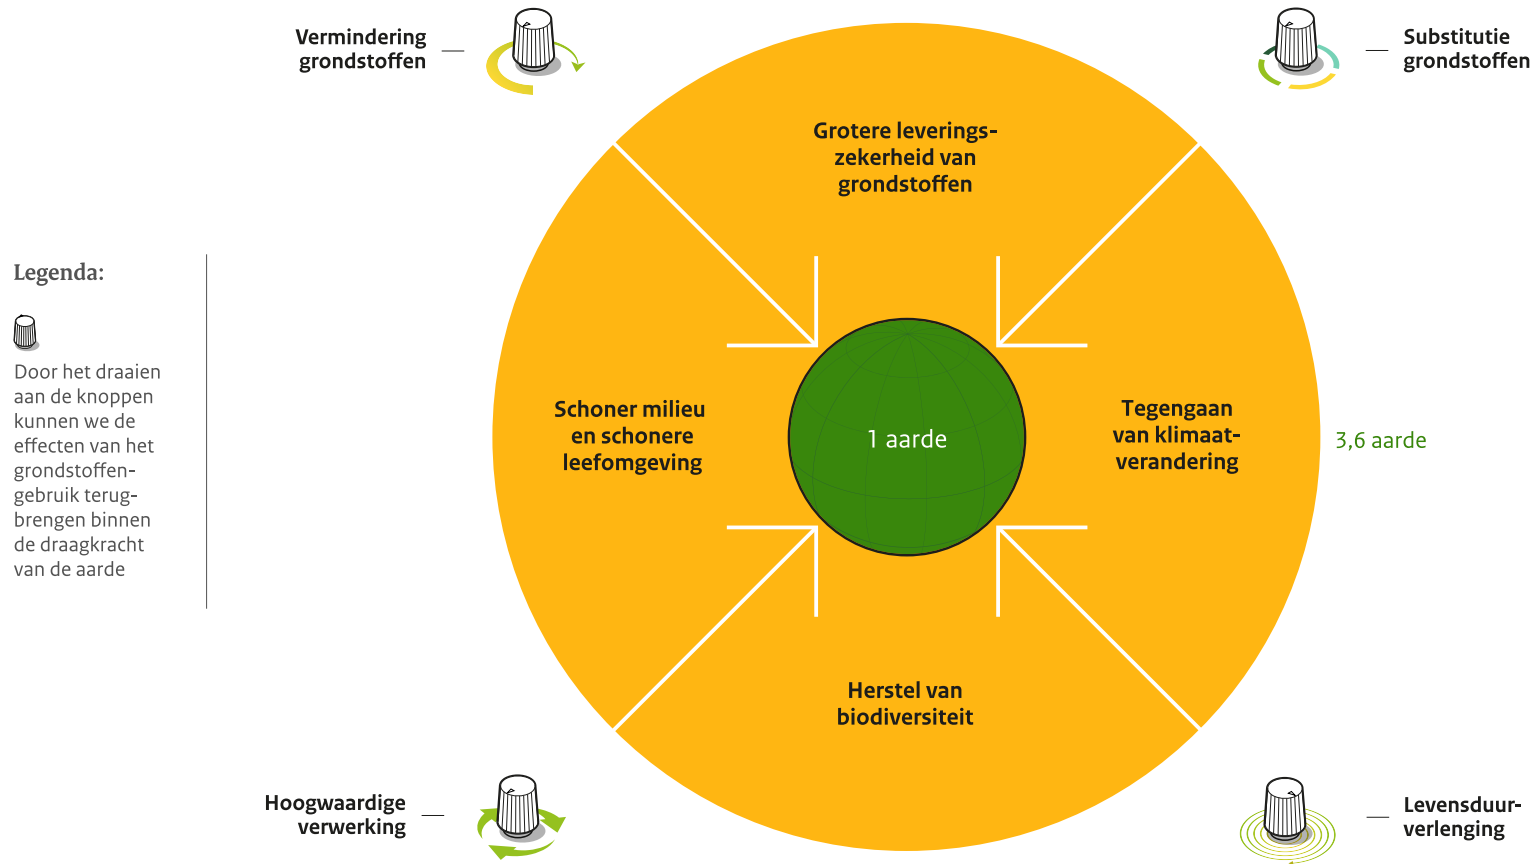 Vermindering
grondstoffen
Substitutie
grondstoffen
Grotere leverings-
zekerheid van
grondstoffen
Legenda:
Door het draaien
aan de knoppen
kunnen we de
effecten van het
grondstoffen-
gebruik terug-
brengen binnen
de draagkracht
van de aarde
Schoner milieu
en schonere
leefomgeving
1 aarde
Tegengaan
van klimaat-
verandering
3,6 aarde
Herstel van
biodiversiteit
Hoogwaardige
verwerking
Levensduur-
verlenging